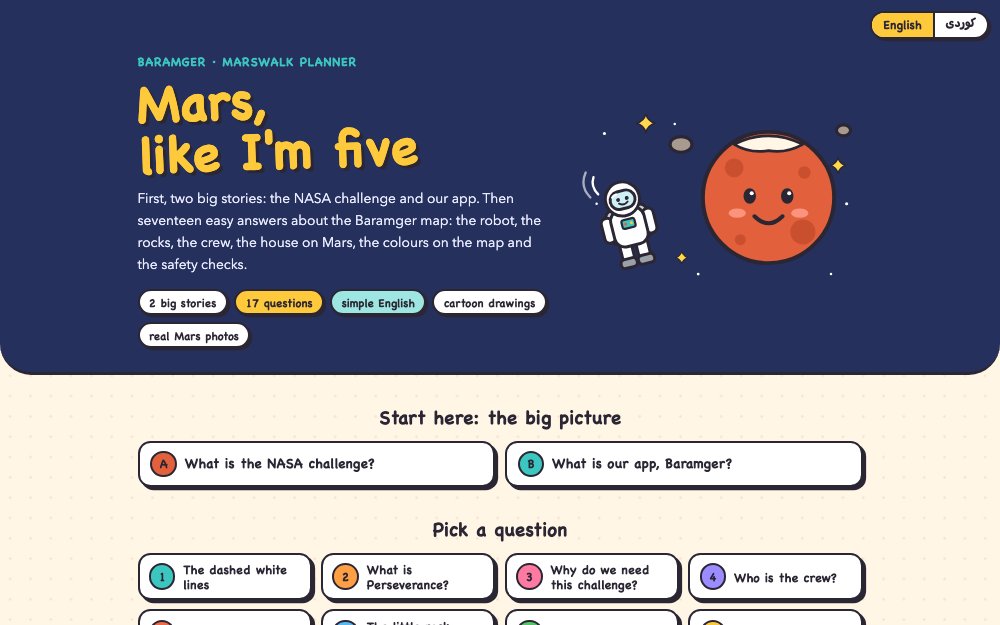 English
کوردی
BARAMGER · MARSWALK PLANNER
Mars,
like I'm five
First, two big stories: the NASA challenge and our app. Then
seventeen easy answers about the Baramger map: the robot, the
rocks, the crew, the house on Mars, the colours on the map and
the safety checks.
2 big stories
17 questions
simple English
cartoon drawings
real Mars photos
Start here: the big picture
A What is the NASA challenge?
B What is our app, Baramger?
Pick a question
1 The dashed white
lines
2 What is
Perseverance?
3 Why do we need
this challenge?
4 Who is the crew?